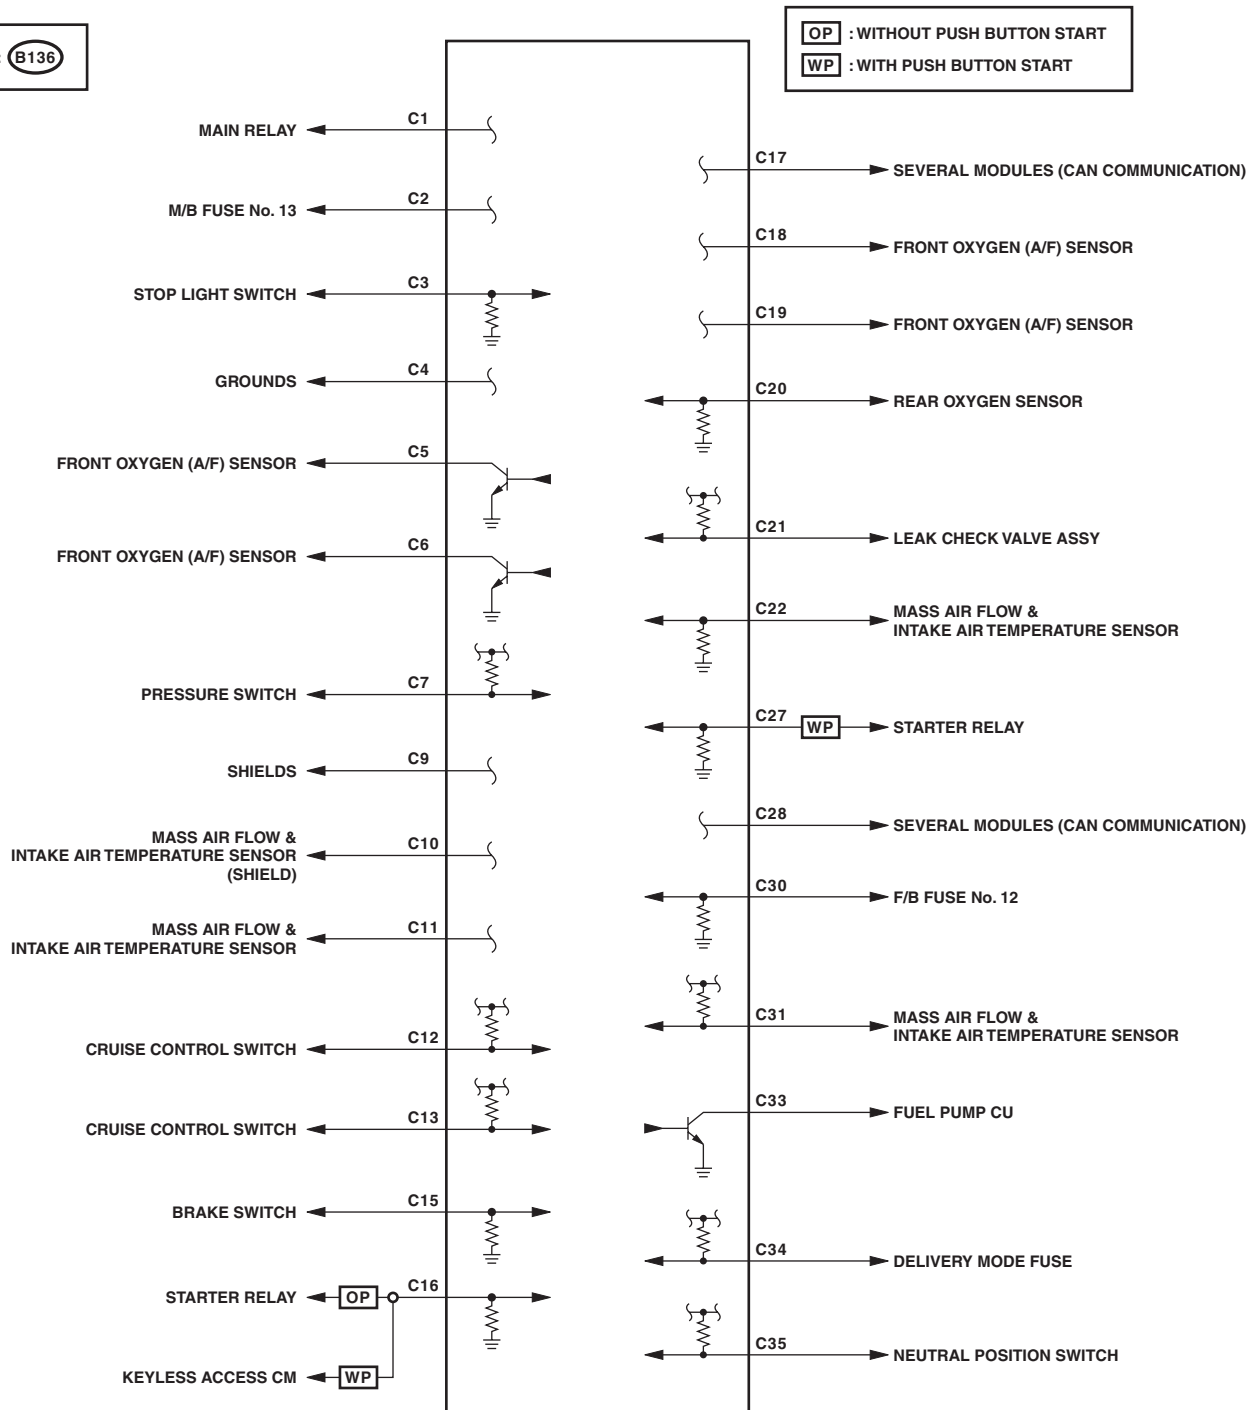 : B136
OP : WITHOUT PUSH BUTTON START
WP : WITH PUSH BUTTON START
MAIN RELAY C1
M/B FUSE No. 13 C2
STOP LIGHT SWITCH C3
GROUNDS C4
FRONT OXYGEN (A/F) SENSOR C5
FRONT OXYGEN (A/F) SENSOR C6
PRESSURE SWITCH C7
SHIELDS C9
MASS AIR FLOW &
INTAKE AIR TEMPERATURE SENSOR C10
(SHIELD)
MASS AIR FLOW & C11
INTAKE AIR TEMPERATURE SENSOR
CRUISE CONTROL SWITCH C12
CRUISE CONTROL SWITCH C13
BRAKE SWITCH C15
STARTER RELAY OP C16
KEYLESS ACCESS CM WP
C17 SEVERAL MODULES (CAN COMMUNICATION)
C18 FRONT OXYGEN (A/F) SENSOR
C19 FRONT OXYGEN (A/F) SENSOR
C20 REAR OXYGEN SENSOR
C21 LEAK CHECK VALVE ASSY
C22 MASS AIR FLOW &
INTAKE AIR TEMPERATURE SENSOR
C27 WP STARTER RELAY
C28 SEVERAL MODULES (CAN COMMUNICATION)
C30 F/B FUSE No. 12
C31 MASS AIR FLOW &
INTAKE AIR TEMPERATURE SENSOR
C33 FUEL PUMP CU
C34 DELIVERY MODE FUSE
C35 NEUTRAL POSITION SWITCH